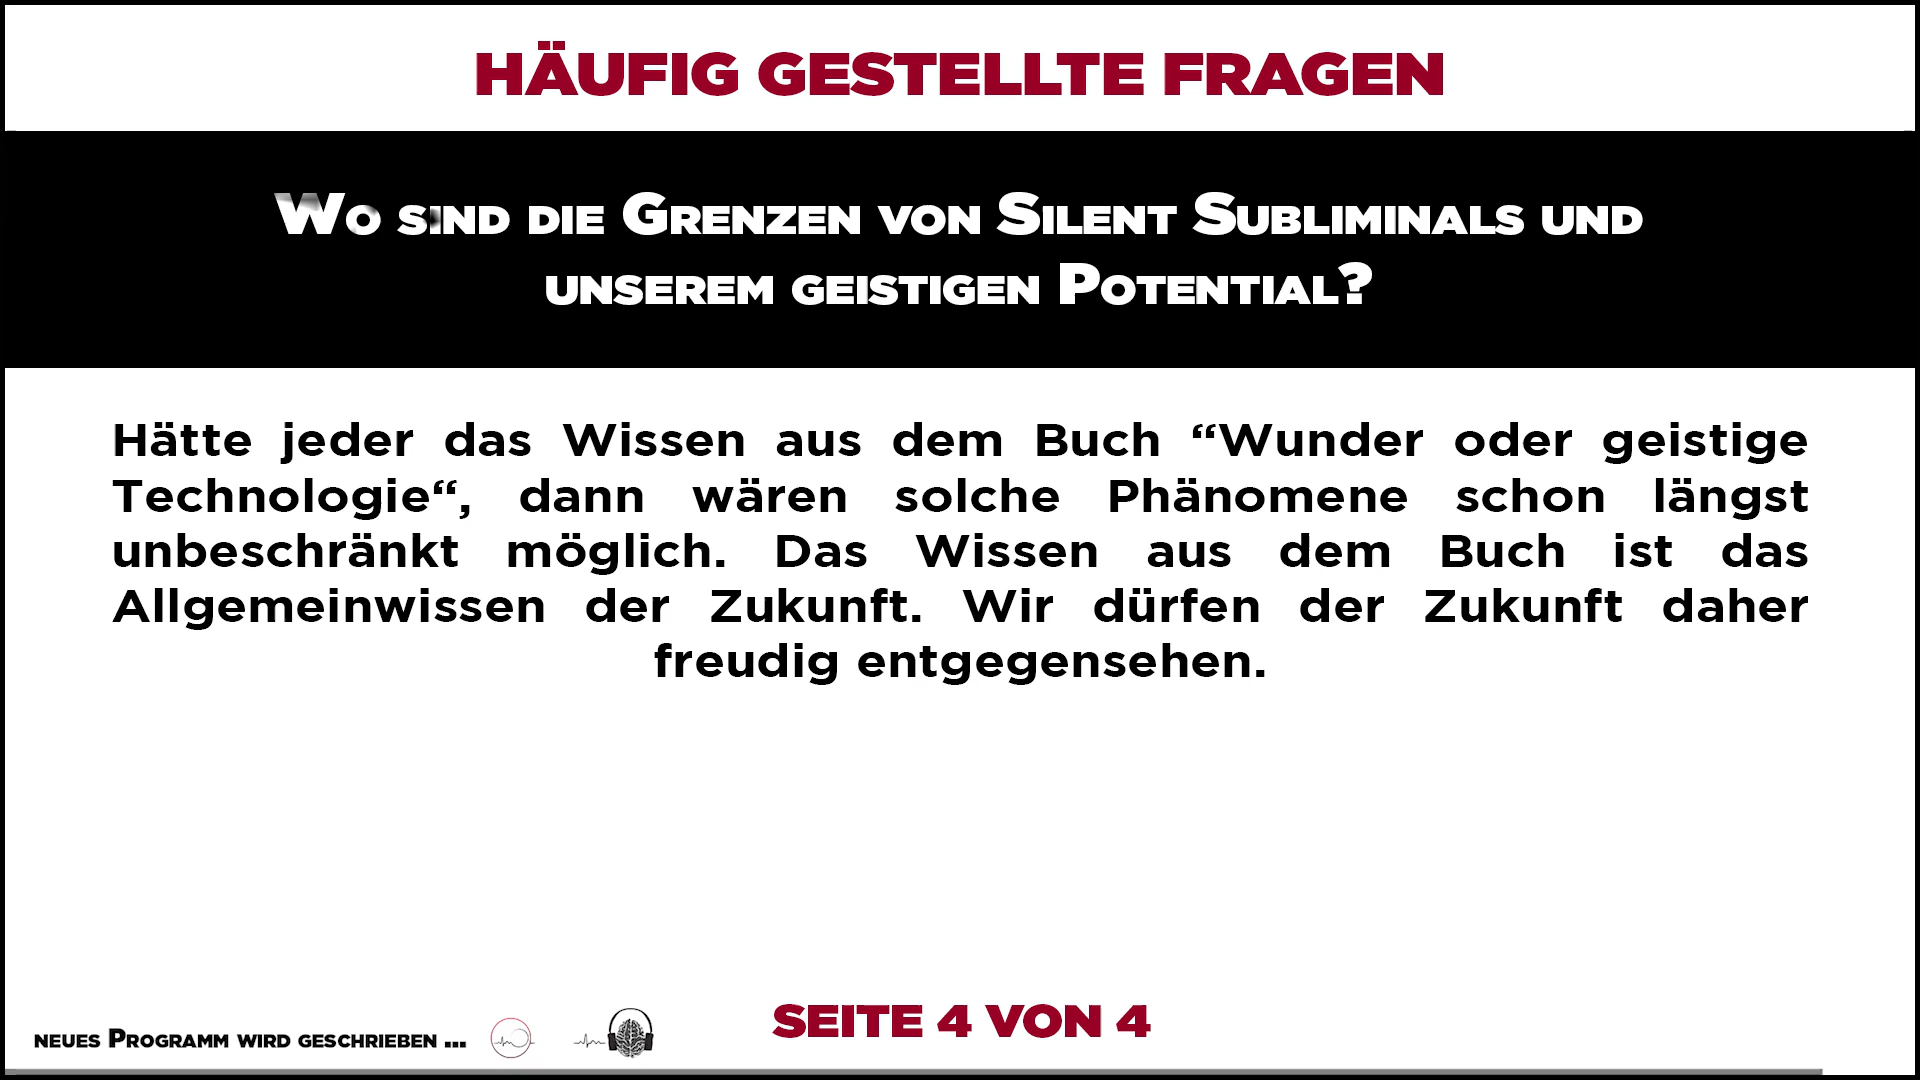 HÄUFIG GESTELLTE FRAGEN
Wo sind die Grenzen von Silent Subliminals und
unserem geistigen Potential?
Hätte jeder das Wissen aus dem Buch “Wunder oder geistige
Technologie“, dann wären solche Phänomene schon längst
unbeschränkt möglich. Das Wissen aus dem Buch ist das
Allgemeinwissen der Zukunft. Wir dürfen der Zukunft daher
freudig entgegensehen.
SEITE 4 VON 4
neues Programm wird geschrieben ...